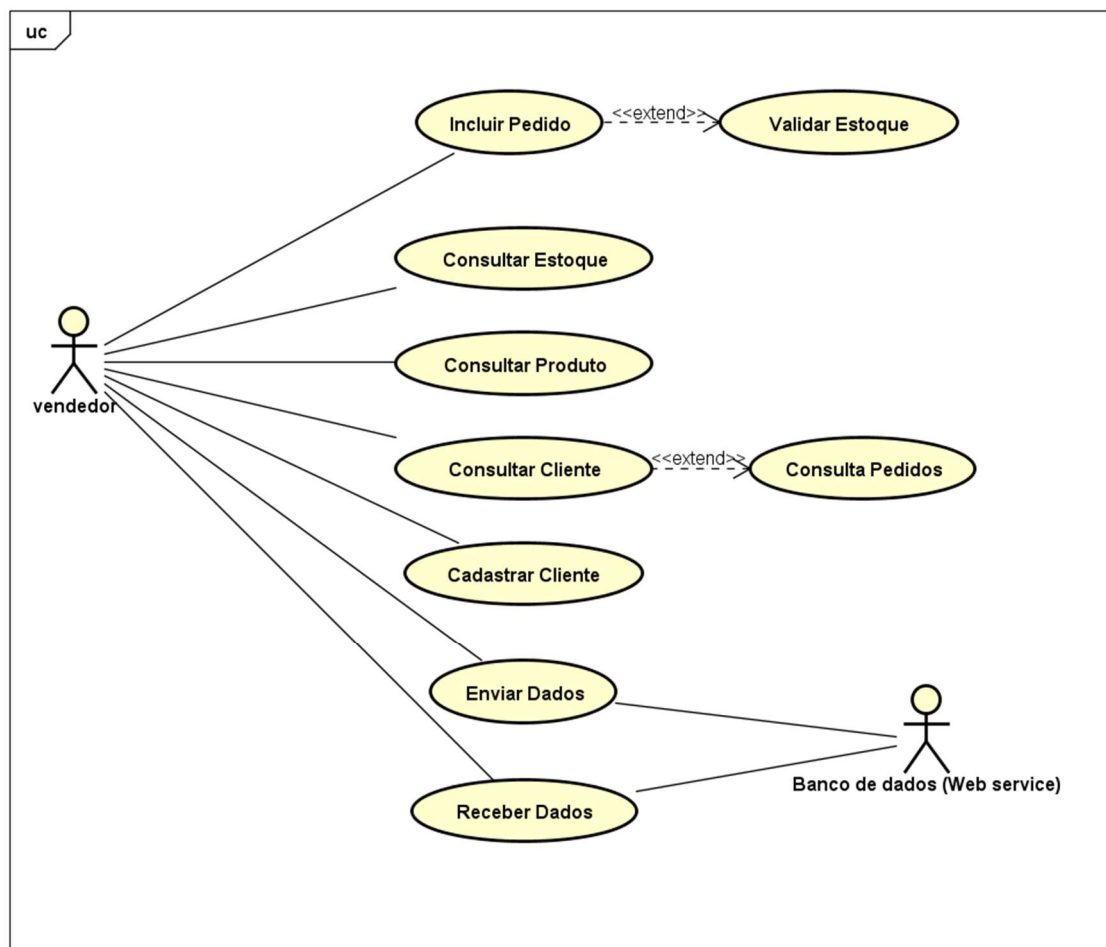 uc
Incluir Pedido
<<extend>>
Validar Estoque
Consultar Estoque
Consultar Produto
vendedor
Consultar Cliente
<<extend>>
Consulta Pedidos
Cadastrar Cliente
Enviar Dados
Banco de dados (Web service)
Receber Dados